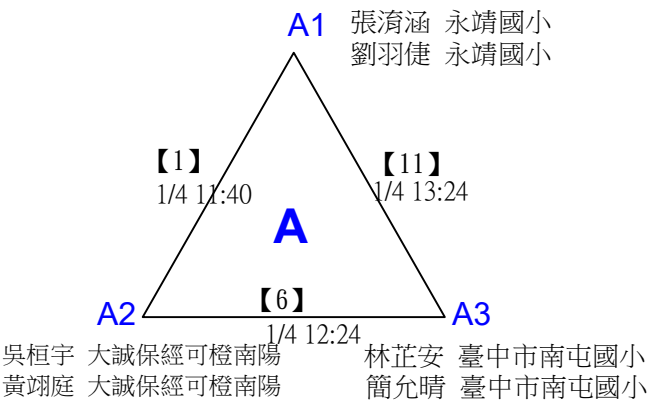 A1
張淯涵 永靖國小
劉羽倢 永靖國小
【1】
1/4 11:40
【11】
1/4 13:24
A
A2
【6】
1/4 12:24
A3
吳桓宇 大誠保經可橙南陽
黃翊庭 大誠保經可橙南陽
林芷安 臺中市南屯國小
簡允晴 臺中市南屯國小